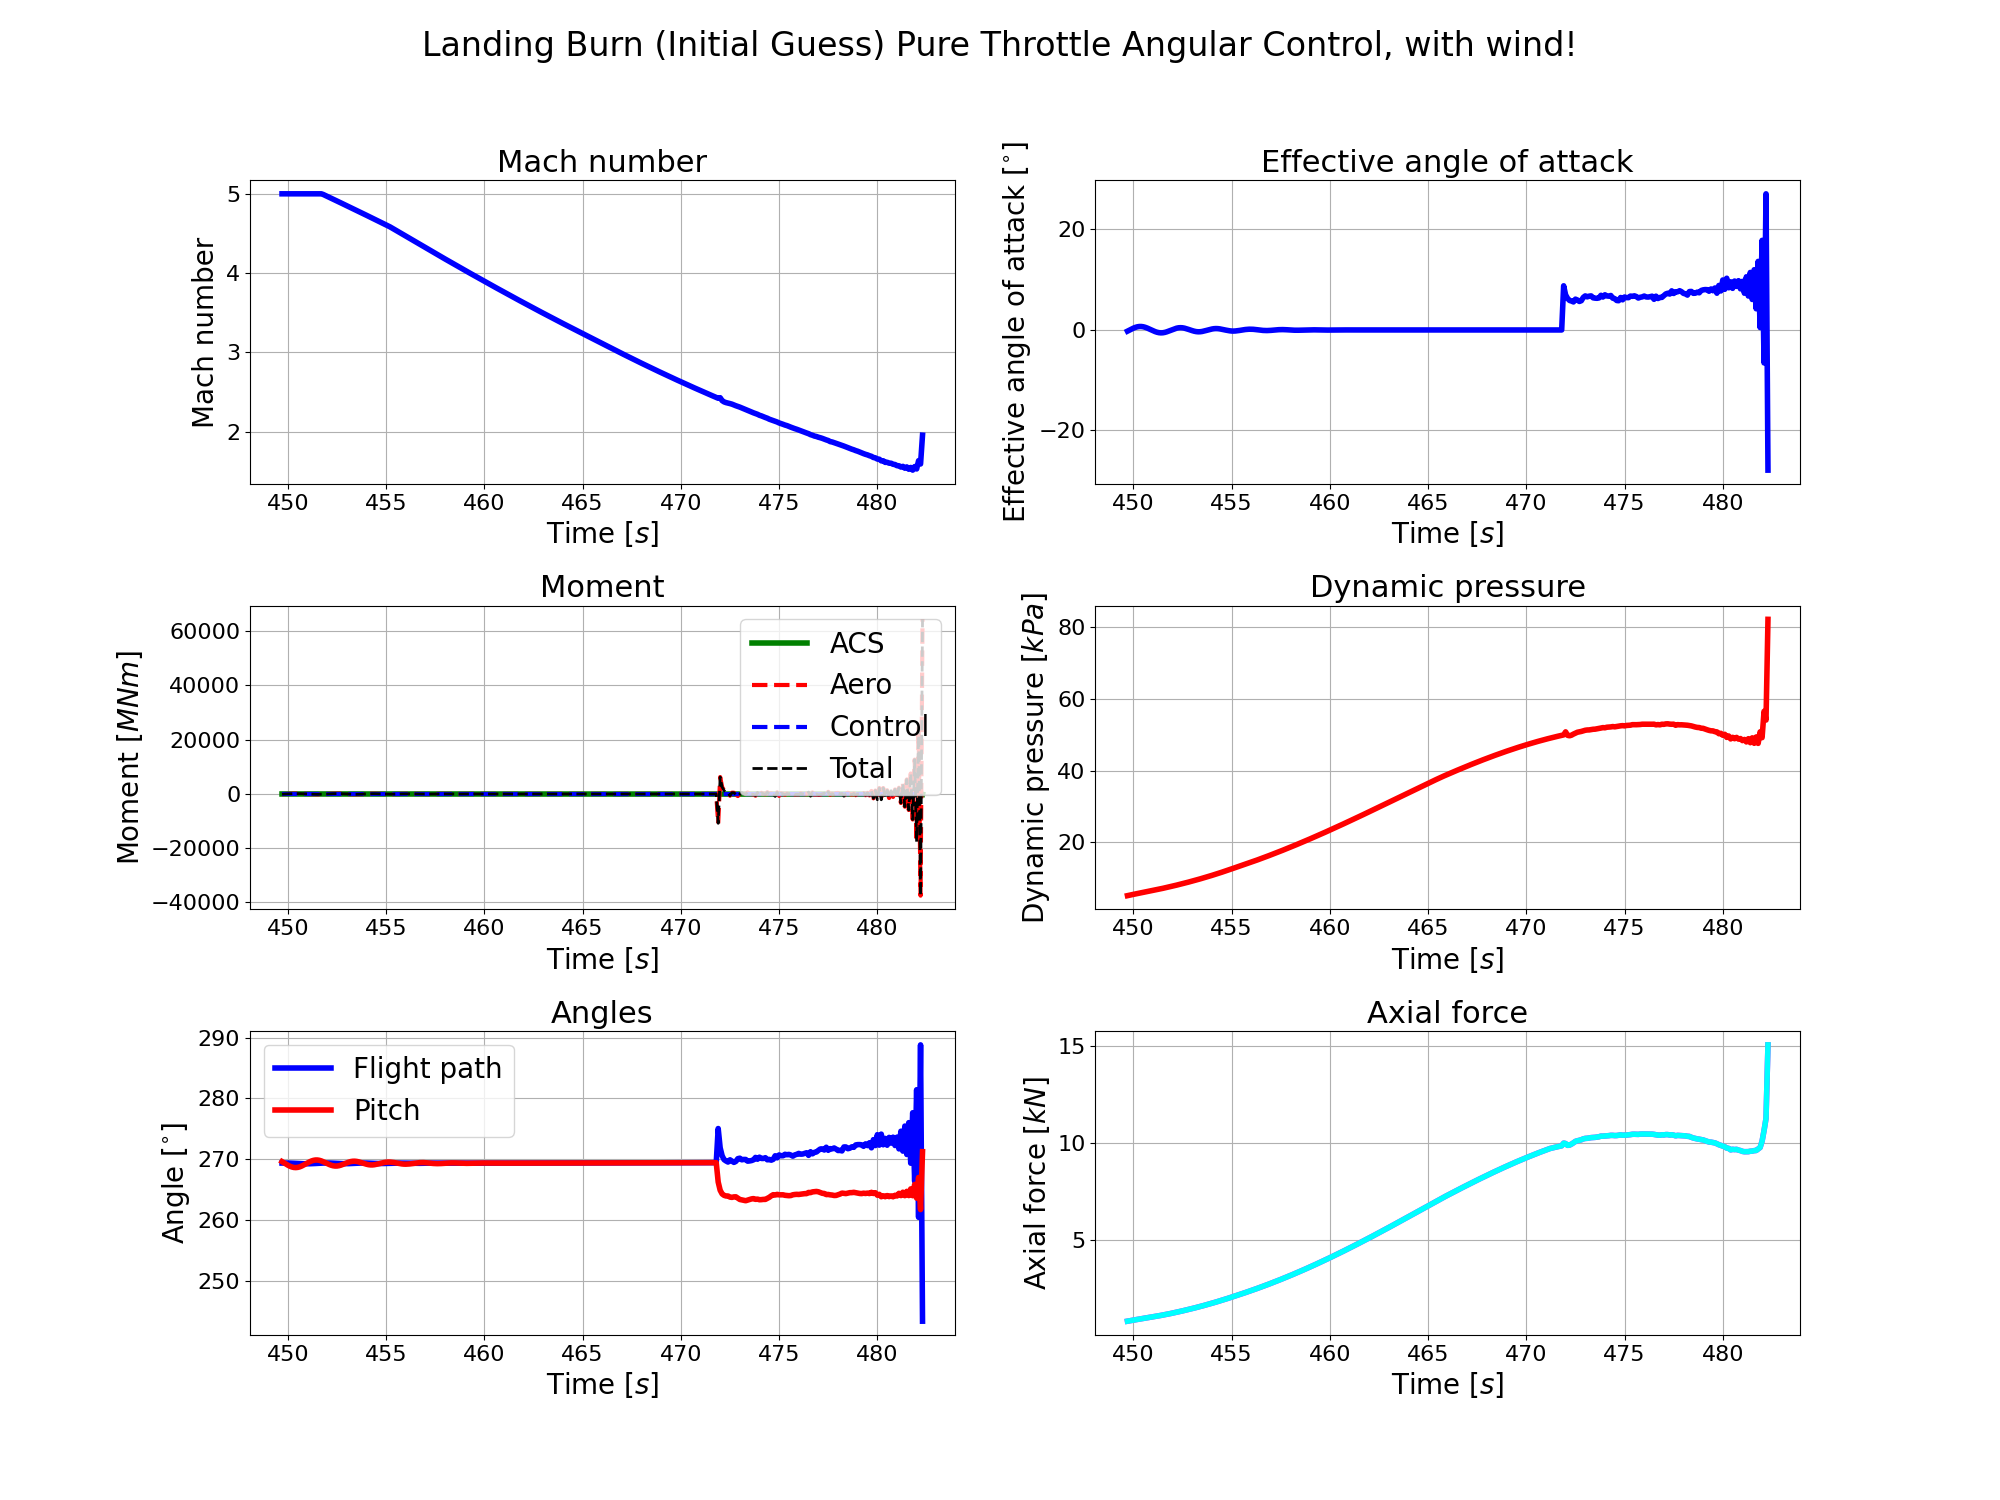 Landing Burn (Initial Guess) Pure Throttle Angular Control, with wind!
Mach number
Mach number
5
4
3
2
450 455 460 465 470 475 480
Time [s]
Effective angle of attack
Effective angle of attack [°]
20
0
−20
450 455 460 465 470 475 480
Time [s]
Moment
Moment [MNm]
60000
40000
20000
0
−20000
−40000
ACS
Aero
Control
Total
450 455 460 465 470 475 480
Time [s]
Dynamic pressure
Dynamic pressure [kPa]
80
60
40
20
450 455 460 465 470 475 480
Time [s]
Angles
Angle [°]
290
280
270
260
250
Flight path
Pitch
450 455 460 465 470 475 480
Time [s]
Axial force
Axial force [kN]
15
10
5
450 455 460 465 470 475 480
Time [s]